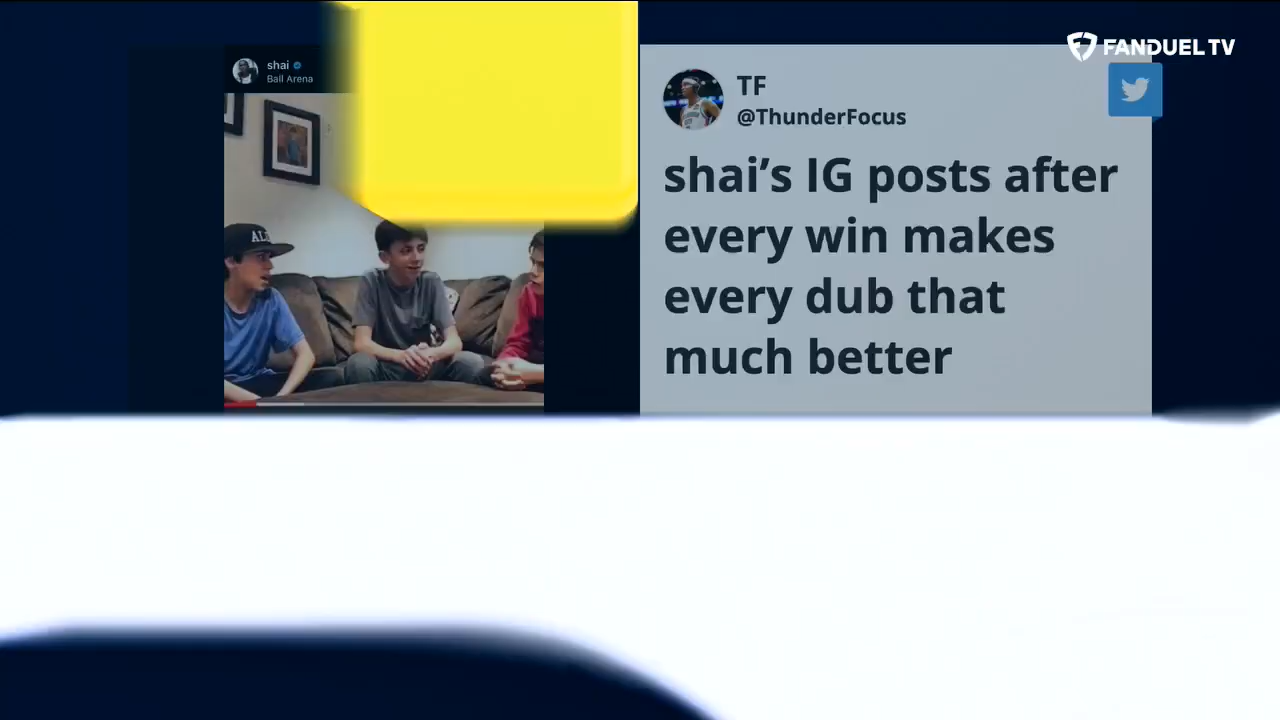 FANDUEL TV
shai
Ball Arena
TF
@ThunderFocus
shai’s IG posts after
every win makes
every dub that
much better